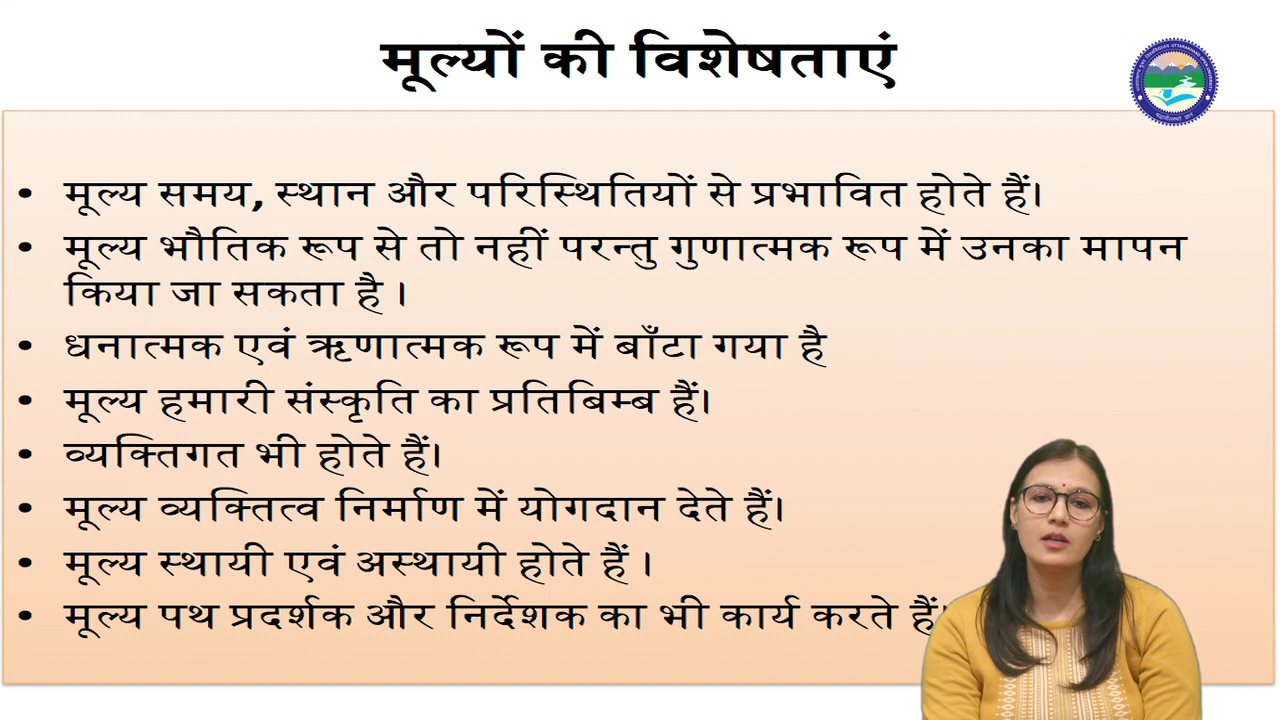 मूल्यों की विशेषताएं
• मूल्य समय, स्थान और परिस्थितियों से प्रभावित होते हैं।
• मूल्य भौतिक रूप से तो नहीं परन्तु गुणात्मक रूप में उनका मापन
किया जा सकता है ।
• धनात्मक एवं ऋणात्मक रूप में बाँटा गया है
• मूल्य हमारी संस्कृति का प्रतिबिम्ब हैं।
• व्यक्तिगत भी होते हैं।
• मूल्य व्यक्तित्व निर्माण में योगदान देते हैं।
• मूल्य स्थायी एवं अस्थायी होते हैं ।
• मूल्य पथ प्रदर्शक और निर्देशक का भी कार्य करते हैं।